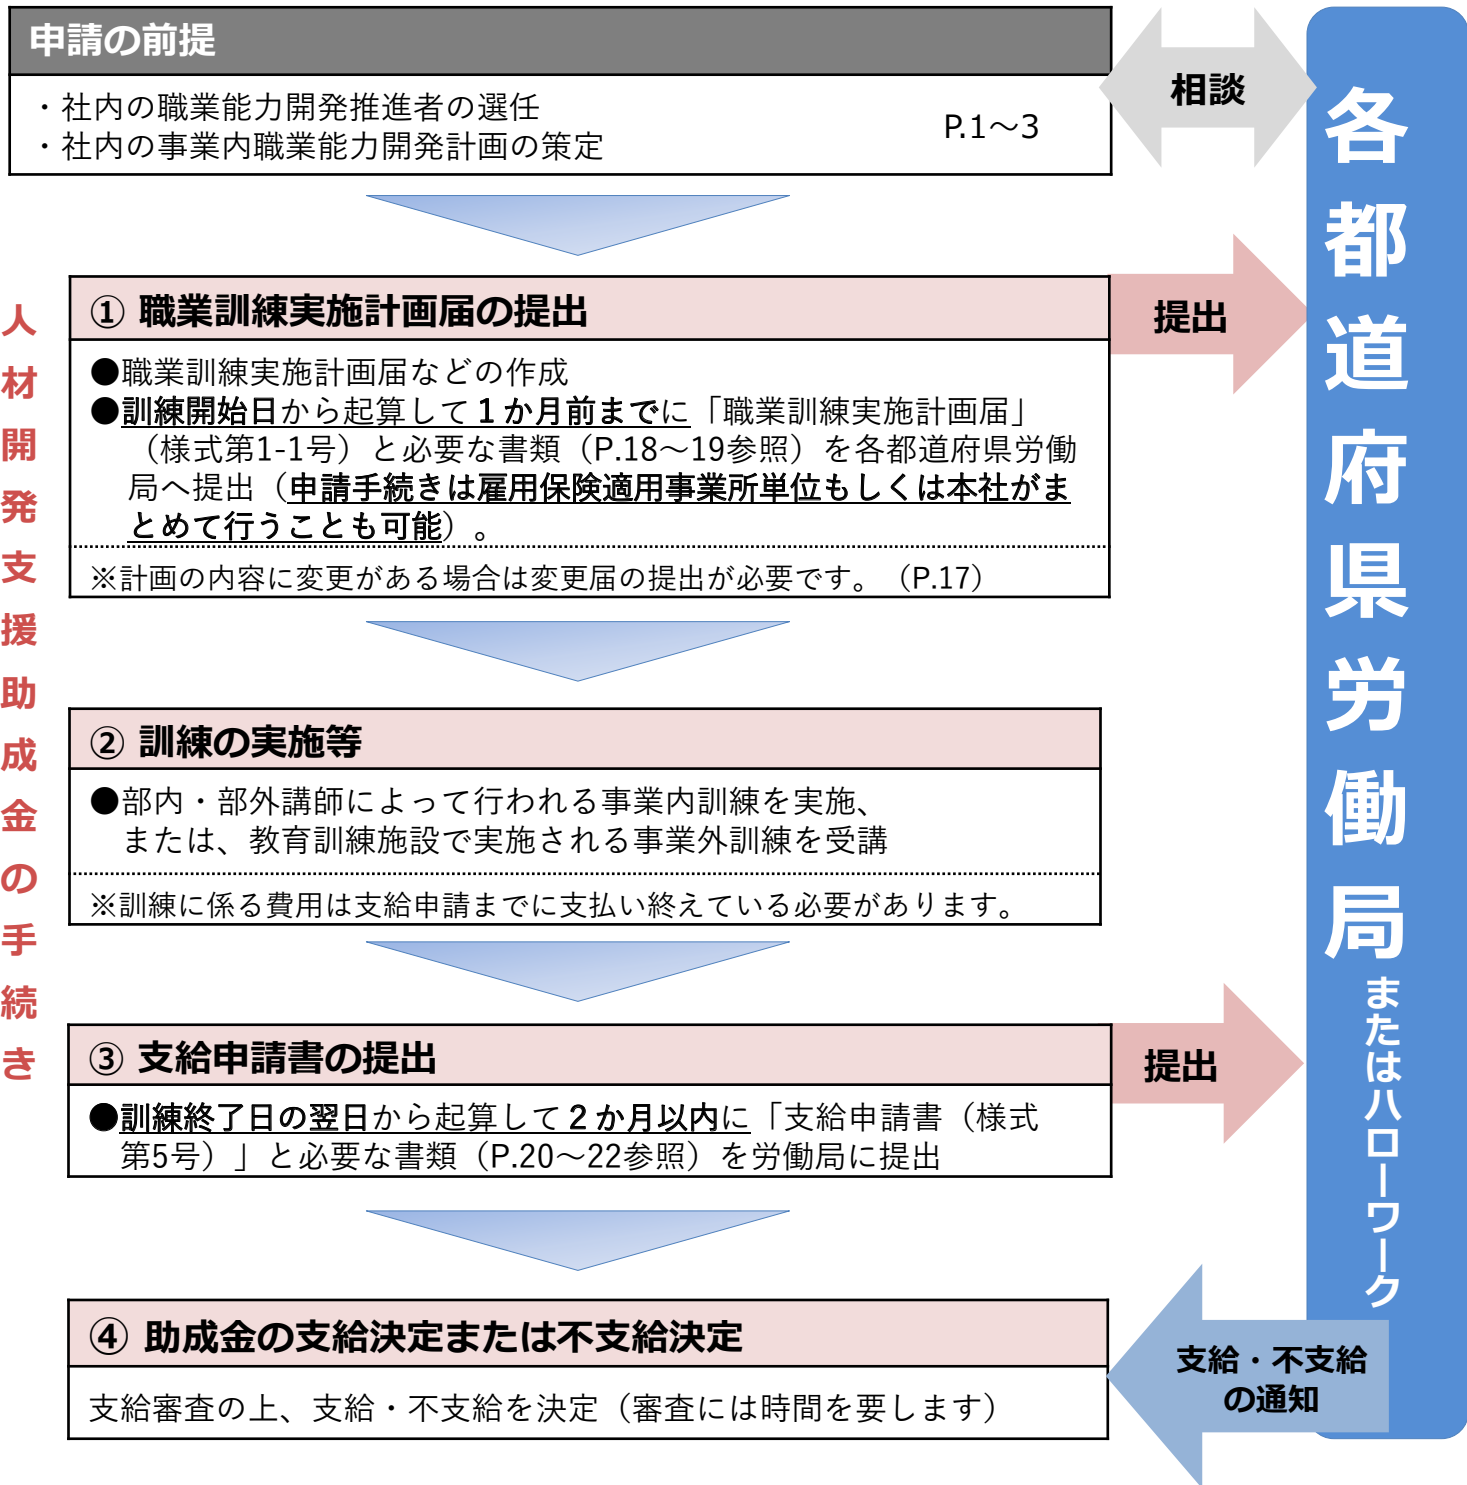 申請の前提
・社内の職業能力開発推進者の選任
・社内の事業内職業能力開発計画の策定
P.1～3
相談
人材開発支援助成金の手続き
① 職業訓練実施計画届の提出
●職業訓練実施計画届などの作成
●訓練開始日から起算して１か月前までに「職業訓練実施計画届」
（様式第1-1号）と必要な書類（P.18～19参照）を各都道府県労働
局へ提出（申請手続きは雇用保険適用事業所単位もしくは本社がま
とめて行うことも可能）。
※計画の内容に変更がある場合は変更届の提出が必要です。（P.17）
提出
② 訓練の実施等
●部内・部外講師によって行われる事業内訓練を実施、
または、教育訓練施設で実施される事業外訓練を受講
※訓練に係る費用は支給申請までに支払い終えている必要があります。
③ 支給申請書の提出
●訓練終了日の翌日から起算して２か月以内に「支給申請書（様式
第5号）」と必要な書類（P.20～22参照）を労働局に提出
提出
④ 助成金の支給決定または不支給決定
支給審査の上、支給・不支給を決定（審査には時間を要します）
支給・不支給
の通知
各都道府県労働局またはハローワーク